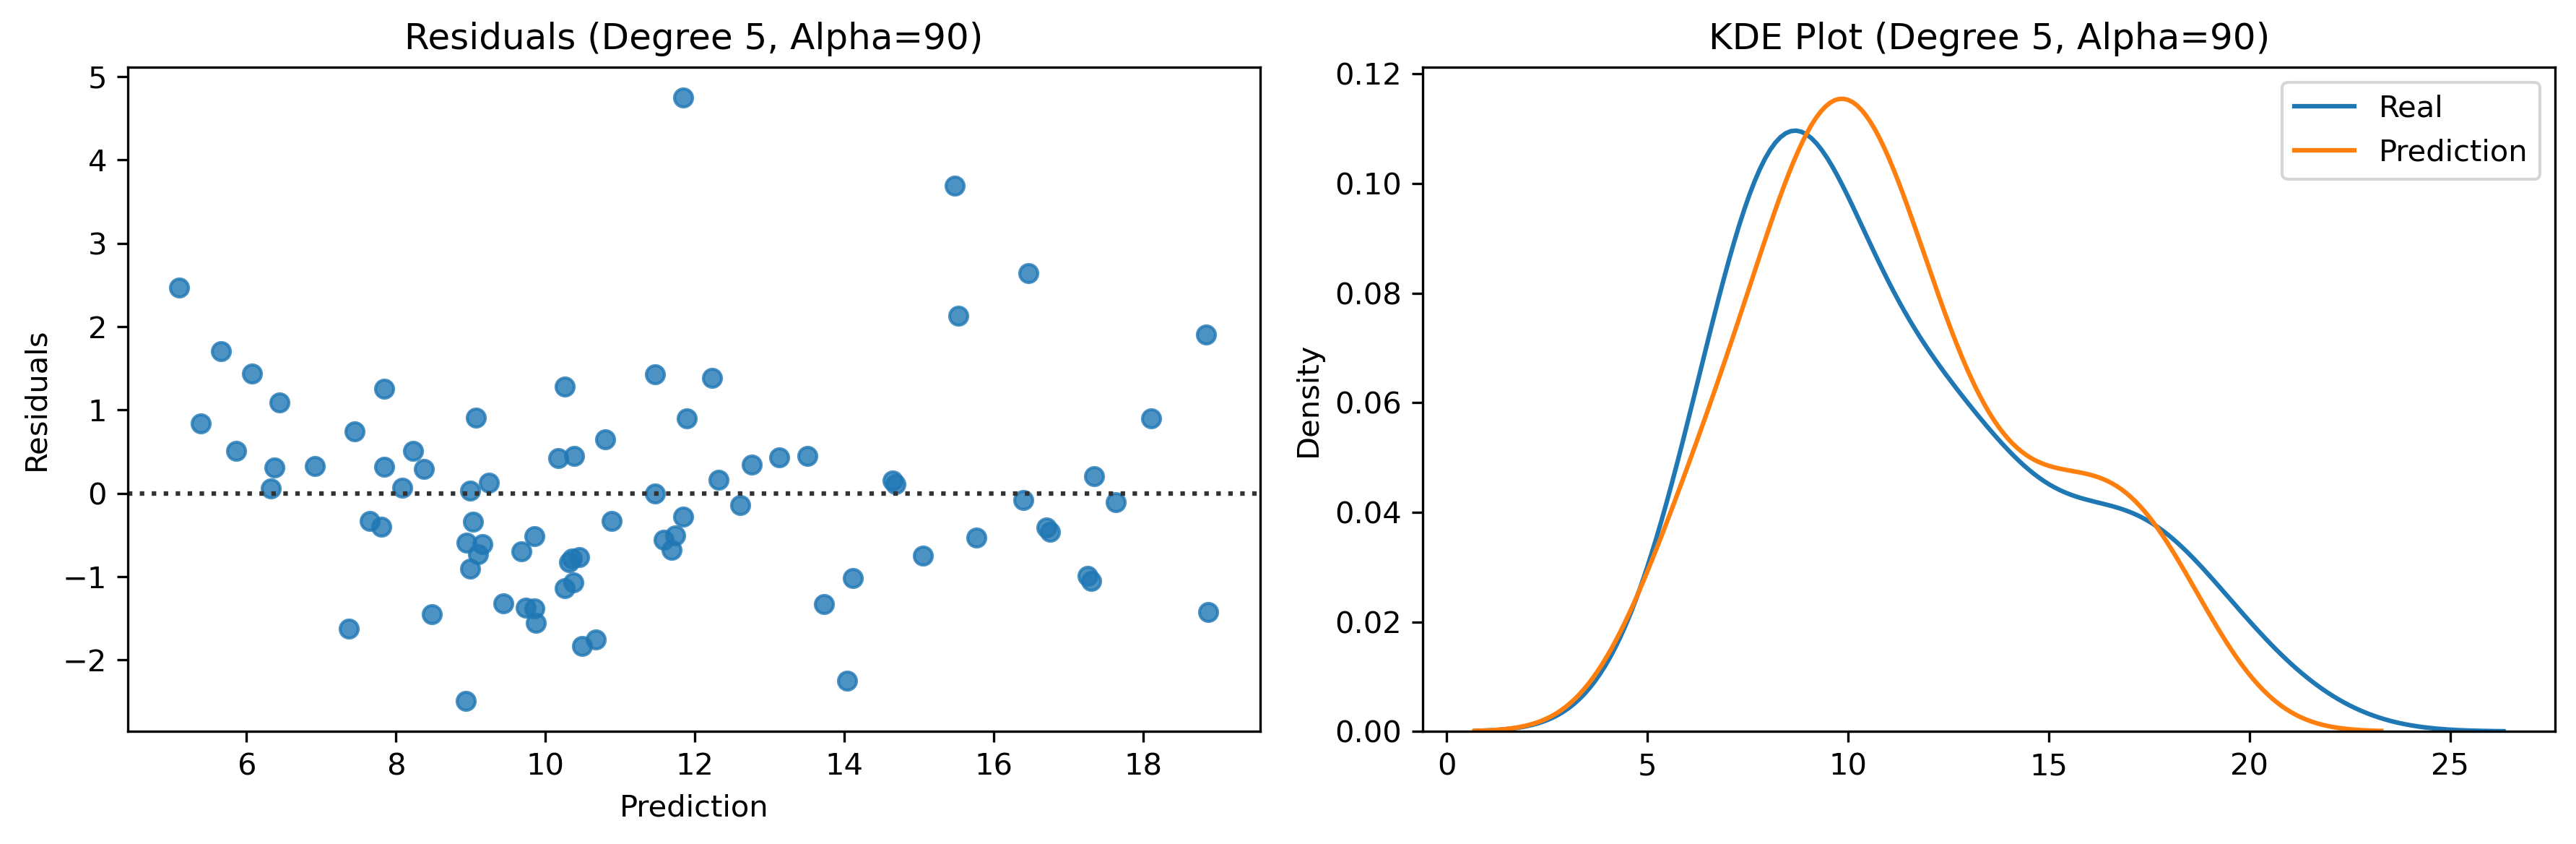 Residuals (Degree 5, Alpha=90)
5
4
3
2
1
0
−1
−2
Residuals
6 8 10 12 14 16 18
Prediction
KDE Plot (Degree 5, Alpha=90)
0.12
0.10
0.08
0.06
0.04
0.02
0.00
Density
0 5 10 15 20 25
Real
Prediction